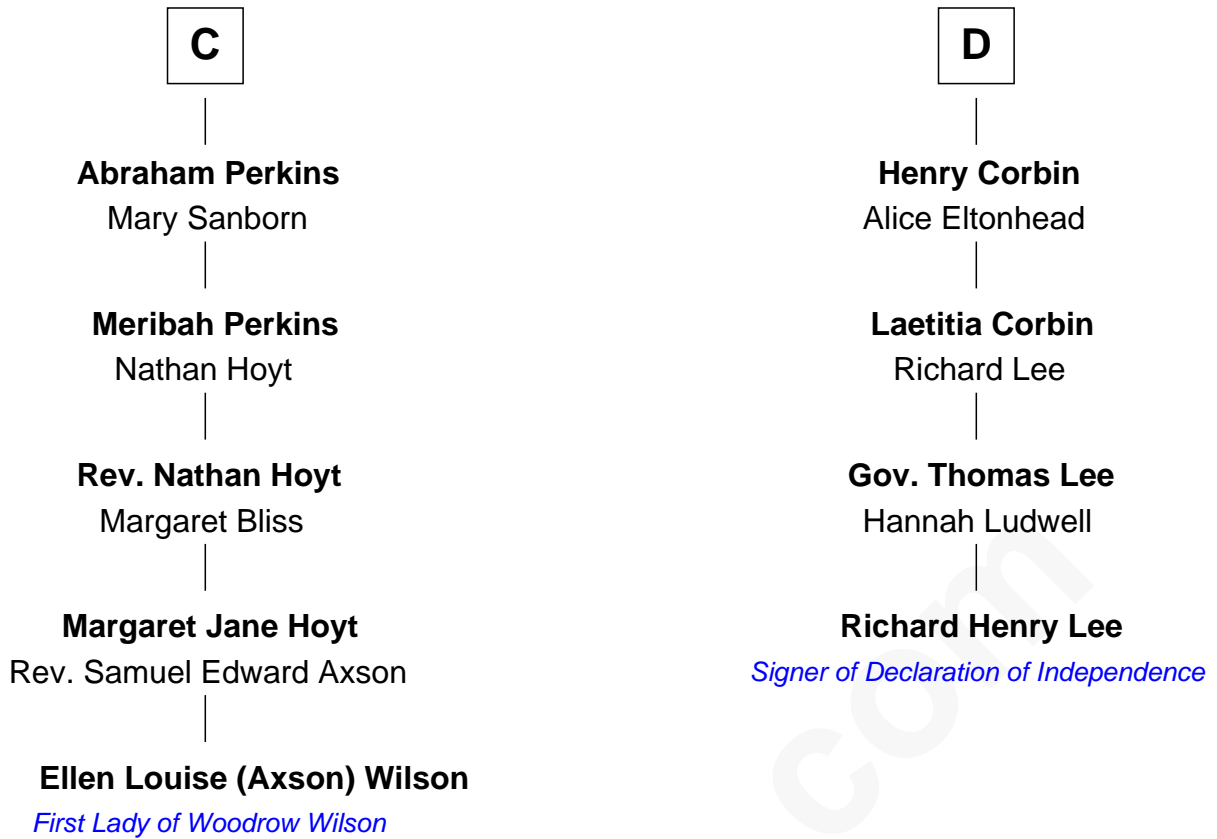 C
Abraham Perkins
Mary Sanborn
Meribah Perkins
Nathan Hoyt
Rev. Nathan Hoyt
Margaret Bliss
Margaret Jane Hoyt
Rev. Samuel Edward Axson
Ellen Louise (Axson) Wilson
First Lady of Woodrow Wilson
D
Henry Corbin
Alice Eltonhead
Laetitia Corbin
Richard Lee
Gov. Thomas Lee
Hannah Ludwell
Richard Henry Lee
Signer of Declaration of Independence
com